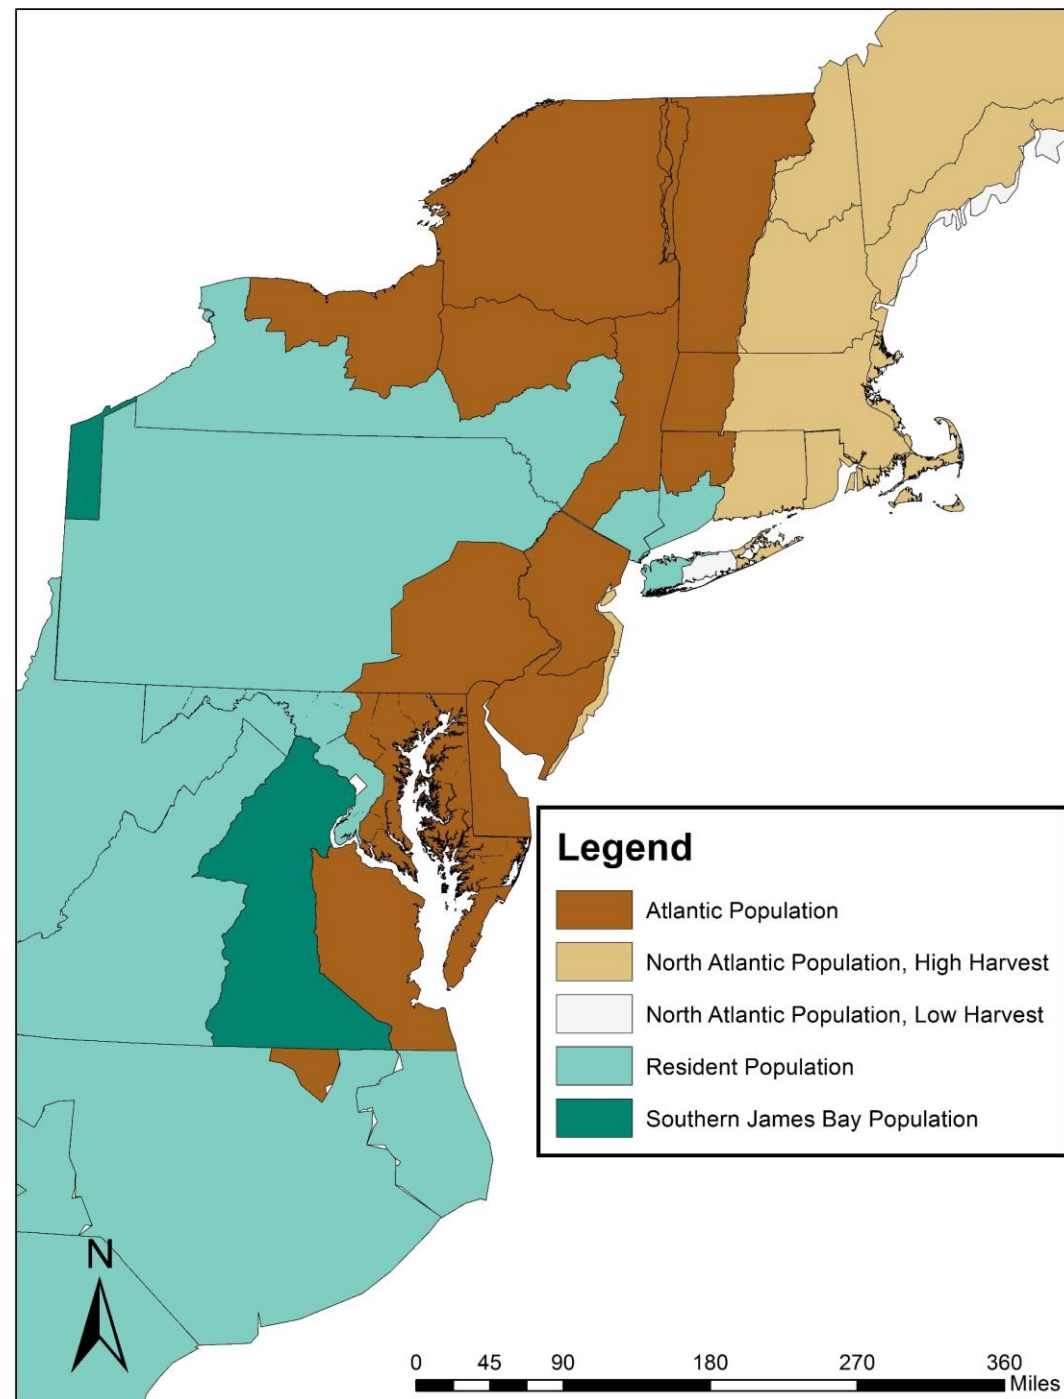 Legend
Atlantic Population
North Atlantic Population, High Harvest
North Atlantic Population, Low Harvest
Resident Population
Southern James Bay Population
N
0 45 90 180 270 360
Miles